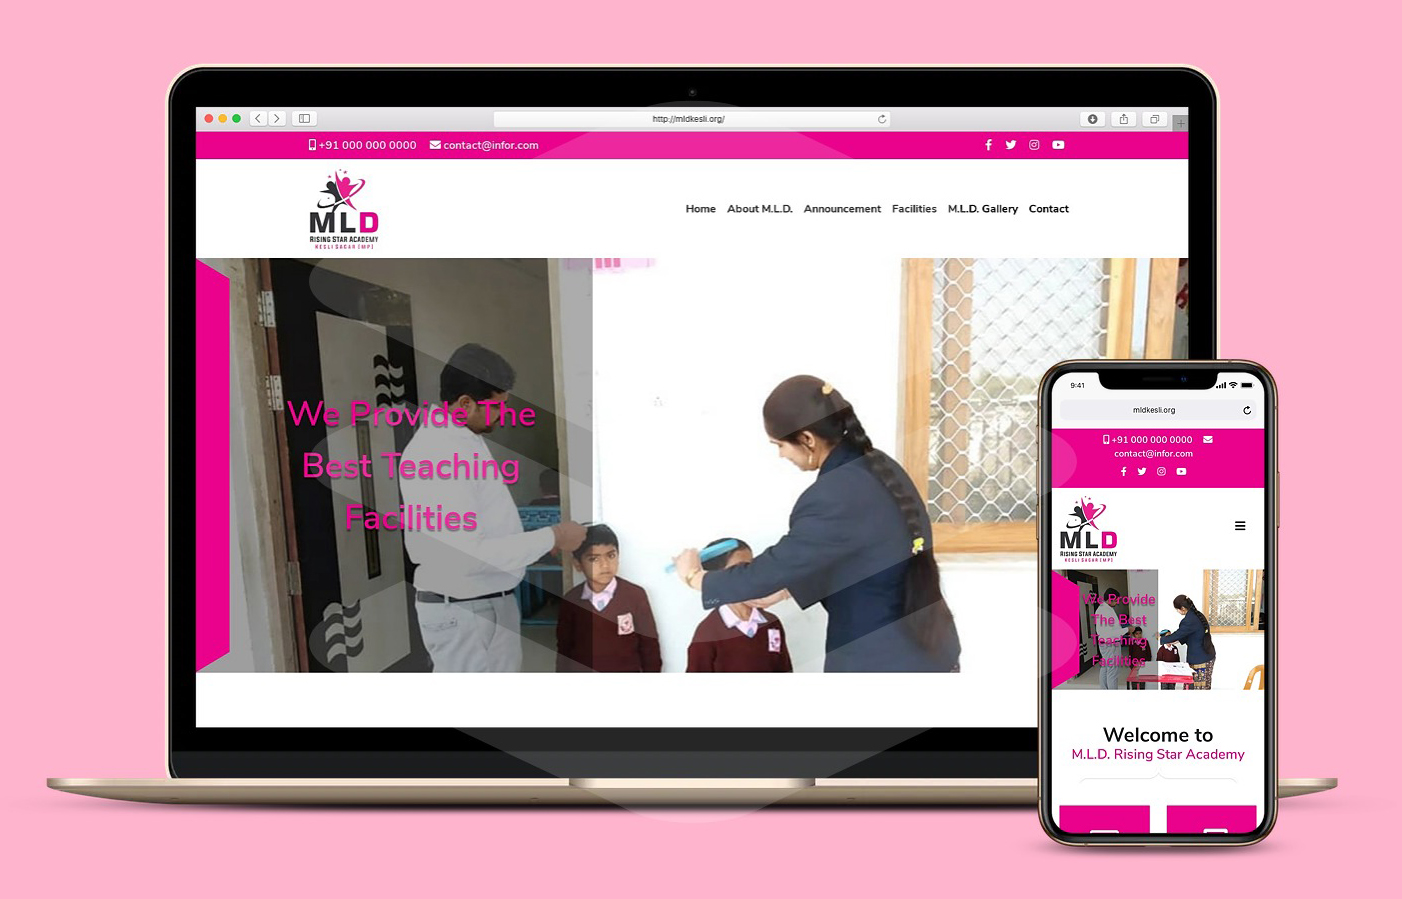 http://mldkesli.org/
+91 000 000 0000 contact@infor.com
MLD
RISING STAR ACADEMY
KESLI SAGAR (MP)
Home About M.L.D. Announcement Facilities M.L.D. Gallery Contact
We Provide The
Best Teaching
Facilities
9:41
mldkesli.org
+91 000 000 0000
contact@infor.com
MLD
RISING STAR ACADEMY
KESLI SAGAR (MP)
We Provide
The Best
Teaching
Facilities
Welcome to
M.L.D. Rising Star Academy